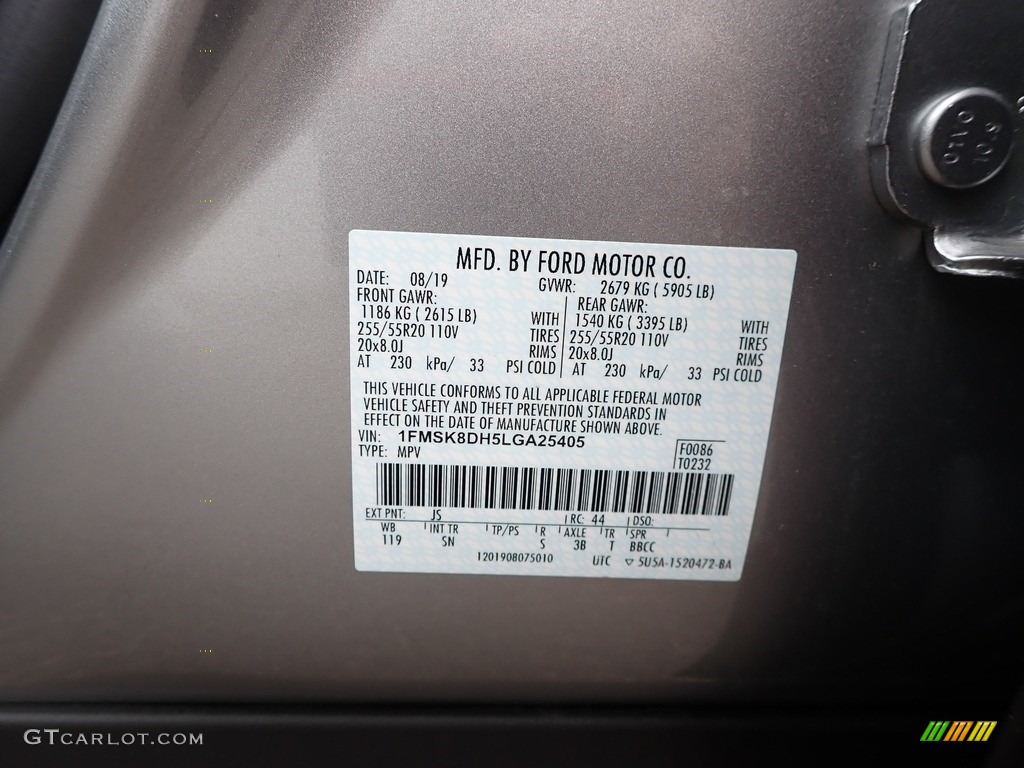 MFD. BY FORD MOTOR CO.
DATE: 08/19 GVWR: 2679 KG ( 5905 LB)
FRONT GAWR: REAR GAWR:
1186 KG ( 2615 LB) WITH 1540 KG ( 3395 LB) WITH
255/55R20 110V TIRES 255/55R20 110V TIRES
20x8.0J RIMS 20x8.0J RIMS
AT 230 kPa/ 33 PSI COLD AT 230 kPa/ 33 PSI COLD
THIS VEHICLE CONFORMS TO ALL APPLICABLE FEDERAL MOTOR
VEHICLE SAFETY AND THEFT PREVENTION STANDARDS IN
EFFECT ON THE DATE OF MANUFACTURE SHOWN ABOVE.
VIN: 1FMSK8DH5LGA25405
TYPE: MPV
F0086
T0232
EXT PNT: JS RC: 44 DSO:
WB INT TR TP/PS R AXLE TR SPR
119 SN S 3B T BBCC
1201908075010 UTC ▽ 5U5A-1520472-BA
10.9
OVO
GTCARLOT.COM